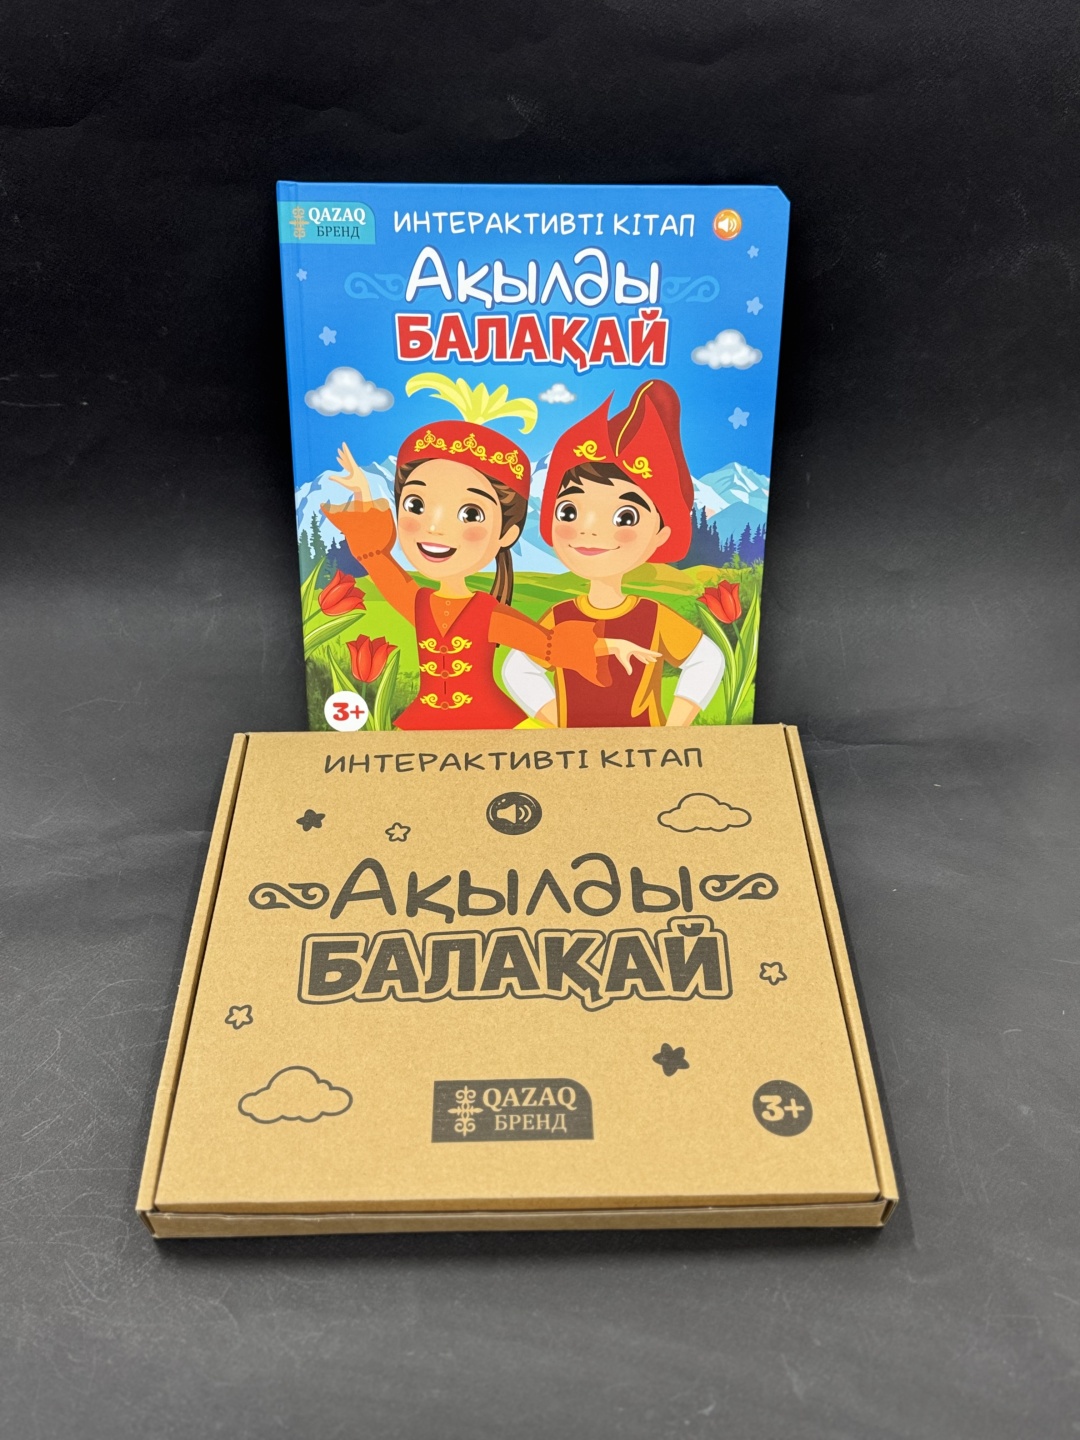 QAZAQ
БРЕНД
ИНТЕРАКТИВТІ КІТАП
Ақылды
БАЛАҚАЙ
3+
ИНТЕРАКТИВТІ КІТАП
Ақылды
БАЛАҚАЙ
QAZAQ
БРЕНД
3+